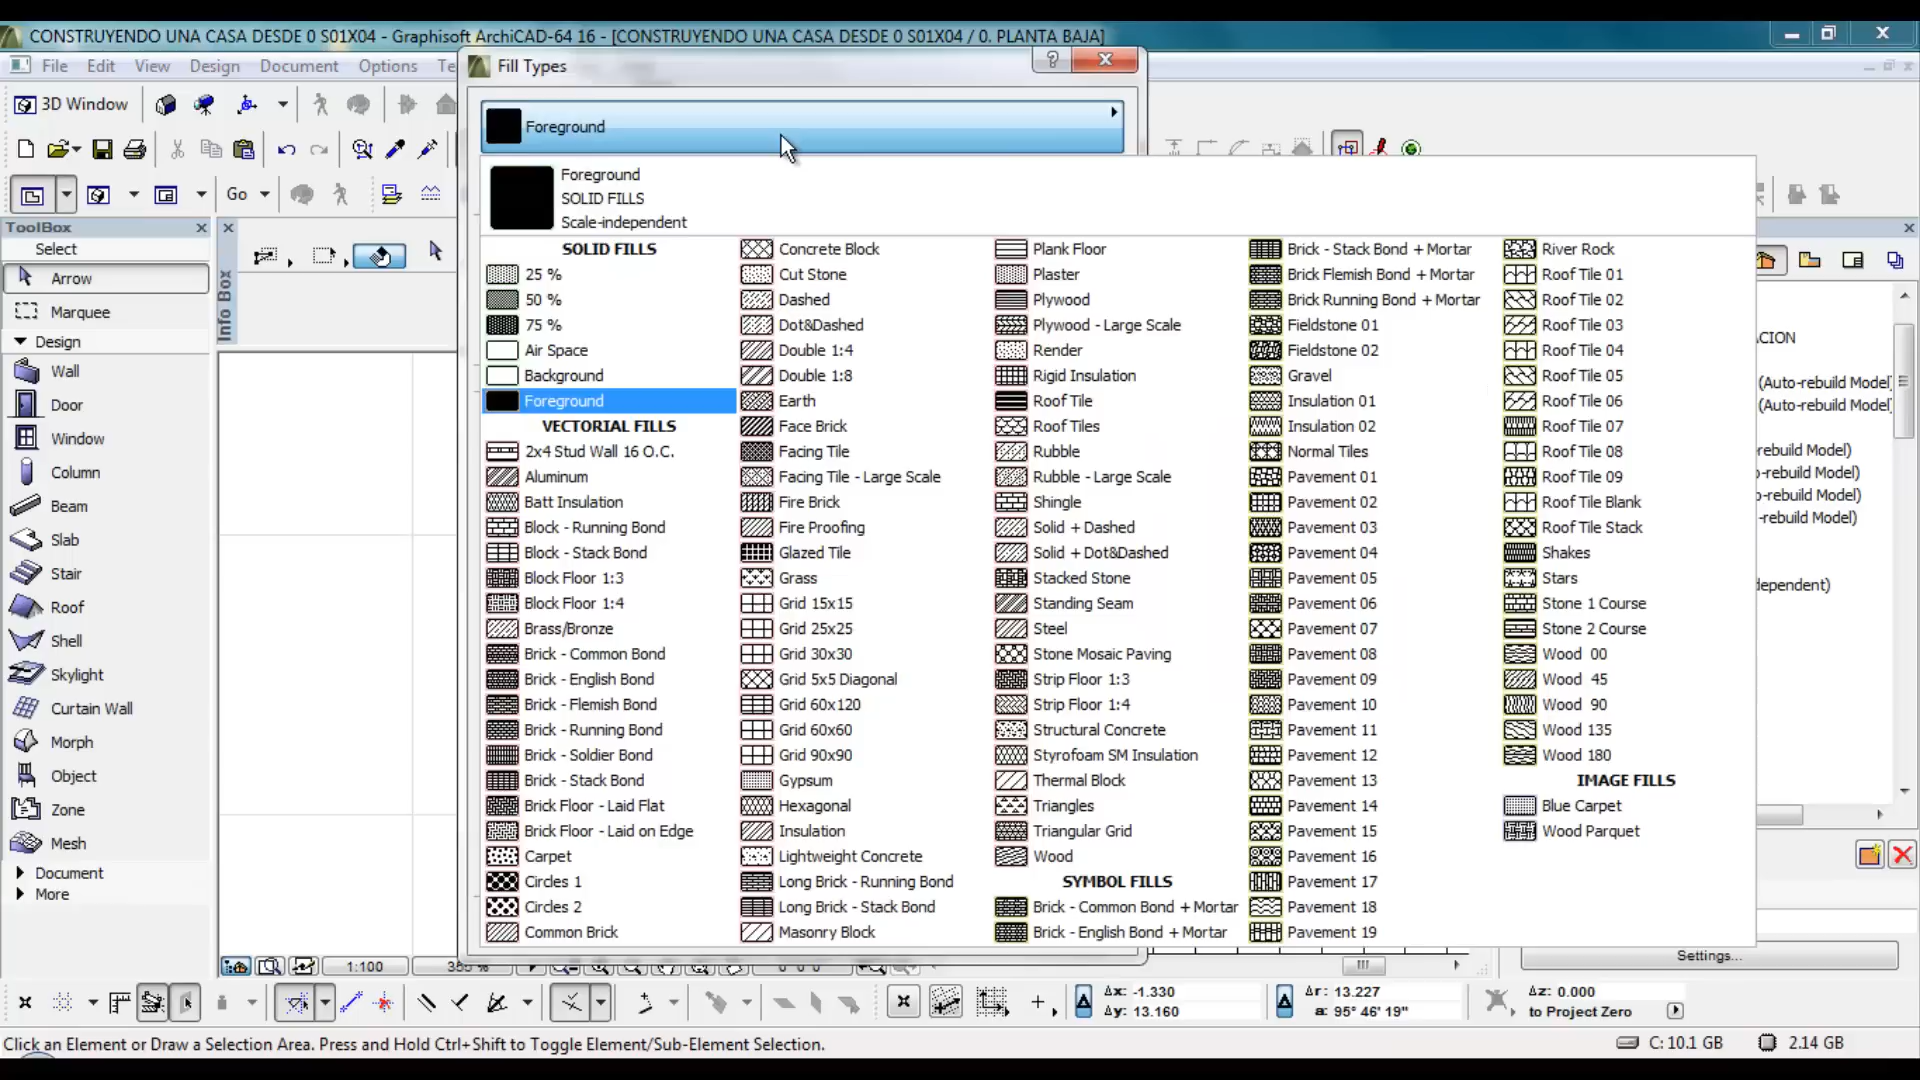 CONSTRUYENDO UNA CASA DESDE 0 S01X04 - Graphisoft ArchiCAD-64 16 - [CONSTRUYENDO UNA CASA DESDE 0 S01X04 / 0. PLANTA BAJA]
File Edit View Design Document Options
Fill Types
3D Window
Foreground
Go
Foreground
SOLID FILLS
Scale-independent
ToolBox
Select
Arrow
Marquee
Design
Wall
Door
Window
Column
Beam
Slab
Stair
Roof
Shell
Skylight
Curtain Wall
Morph
Object
Zone
Mesh
Document
More
Info Box
SOLID FILLS
25 %
50 %
75 %
Air Space
Background
Foreground
VECTORIAL FILLS
2x4 Stud Wall 16 O.C.
Aluminum
Batt Insulation
Block - Running Bond
Block - Stack Bond
Block Floor 1:3
Block Floor 1:4
Brass/Bronze
Brick - Common Bond
Brick - English Bond
Brick - Flemish Bond
Brick - Running Bond
Brick - Soldier Bond
Brick - Stack Bond
Brick Floor - Laid Flat
Brick Floor - Laid on Edge
Carpet
Circles 1
Circles 2
Common Brick
Concrete Block
Cut Stone
Dashed
Dot&Dashed
Double 1:4
Double 1:8
Earth
Face Brick
Facing Tile
Facing Tile - Large Scale
Fire Brick
Fire Proofing
Glazed Tile
Grass
Grid 15x15
Grid 25x25
Grid 30x30
Grid 5x5 Diagonal
Grid 60x120
Grid 60x60
Grid 90x90
Gypsum
Hexagonal
Insulation
Lightweight Concrete
Long Brick - Running Bond
Long Brick - Stack Bond
Masonry Block
Plank Floor
Plaster
Plywood
Plywood - Large Scale
Render
Rigid Insulation
Roof Tile
Roof Tiles
Rubble
Rubble - Large Scale
Shingle
Solid + Dashed
Solid + Dot&Dashed
Stacked Stone
Standing Seam
Steel
Stone Mosaic Paving
Strip Floor 1:3
Strip Floor 1:4
Structural Concrete
Styrofoam SM Insulation
Thermal Block
Triangles
Triangular Grid
Wood
SYMBOL FILLS
Brick - Common Bond + Mortar
Brick - English Bond + Mortar
Brick - Stack Bond + Mortar
Brick Flemish Bond + Mortar
Brick Running Bond + Mortar
Fieldstone 01
Fieldstone 02
Gravel
Insulation 01
Insulation 02
Normal Tiles
Pavement 01
Pavement 02
Pavement 03
Pavement 04
Pavement 05
Pavement 06
Pavement 07
Pavement 08
Pavement 09
Pavement 10
Pavement 11
Pavement 12
Pavement 13
Pavement 14
Pavement 15
Pavement 16
Pavement 17
Pavement 18
Pavement 19
River Rock
Roof Tile 01
Roof Tile 02
Roof Tile 03
Roof Tile 04
Roof Tile 05
Roof Tile 06
Roof Tile 07
Roof Tile 08
Roof Tile 09
Roof Tile Blank
Roof Tile Stack
Shakes
Stars
Stone 1 Course
Stone 2 Course
Wood 00
Wood 45
Wood 90
Wood 135
Wood 180
IMAGE FILLS
Blue Carpet
Wood Parquet
(Auto-rebuild Model)
(Auto-rebuild Model)
Settings...
1:100
Δx: -1.330
Δy: 13.160
Δr: 13.227
a: 95° 46' 19"
Δz: 0.000
to Project Zero
Click an Element or Draw a Selection Area. Press and Hold Ctrl+Shift to Toggle Element/Sub-Element Selection.
C: 10.1 GB
2.14 GB